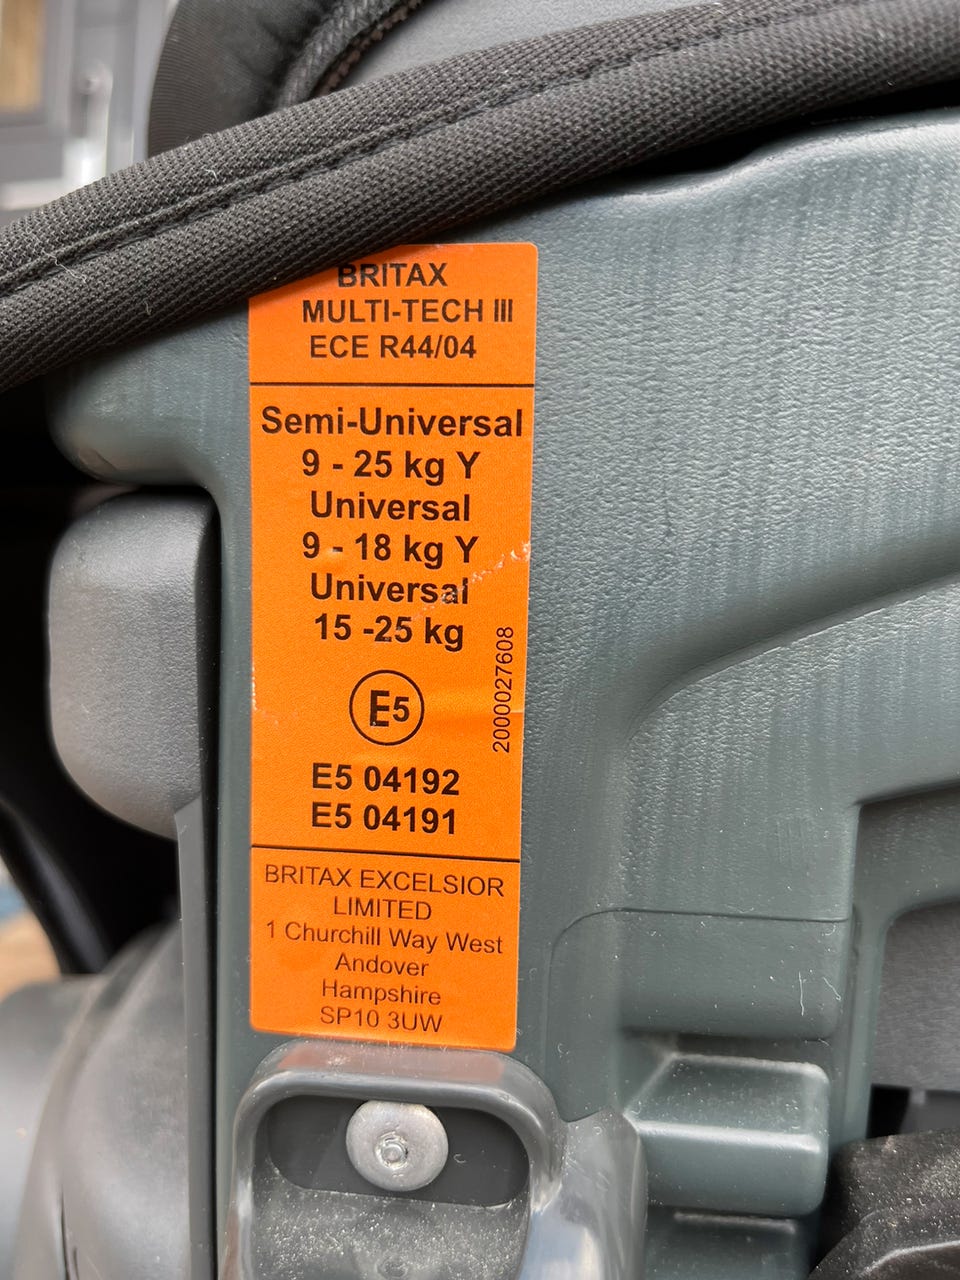 BRITAX
MULTI-TECH III
ECE R44/04
Semi-Universal
9 - 25 kg Y
Universal
9 - 18 kg Y
Universal
15 -25 kg
E5
2000027608
E5 04192
E5 04191
BRITAX EXCELSIOR
LIMITED
1 Churchill Way West
Andover
Hampshire
SP10 3UW